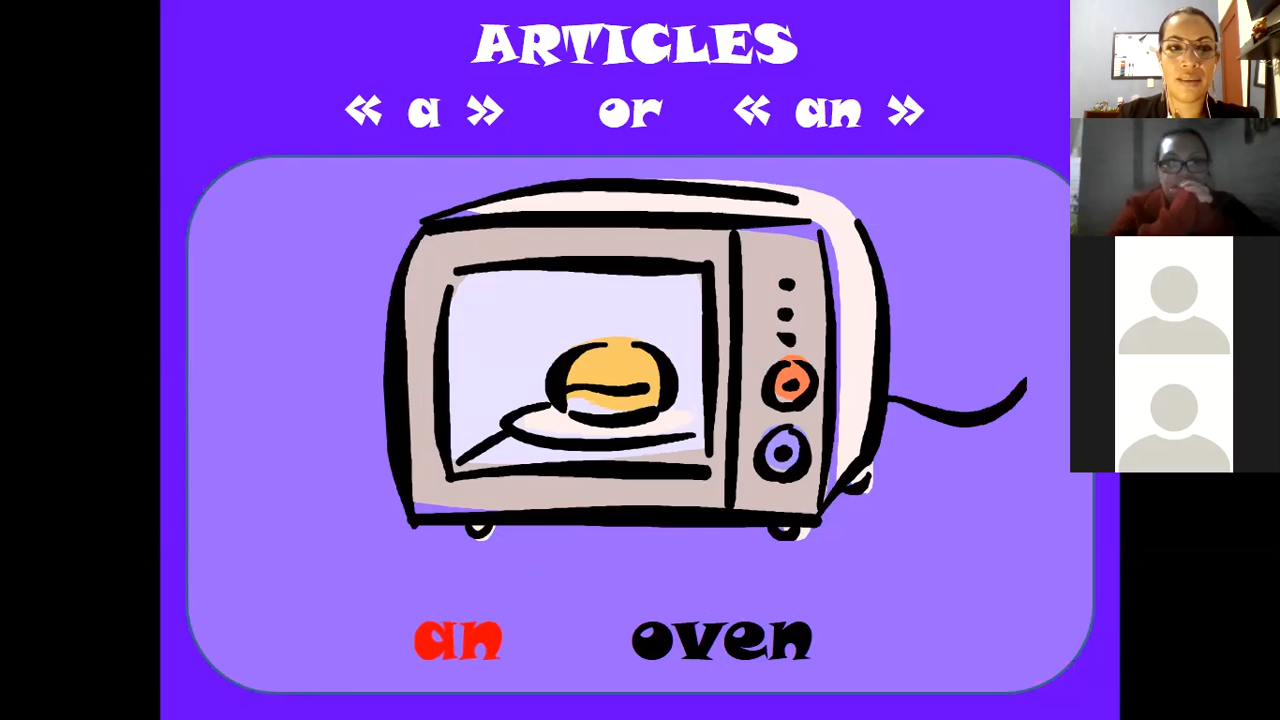 ARTICLES
« a » or « an »
an oven